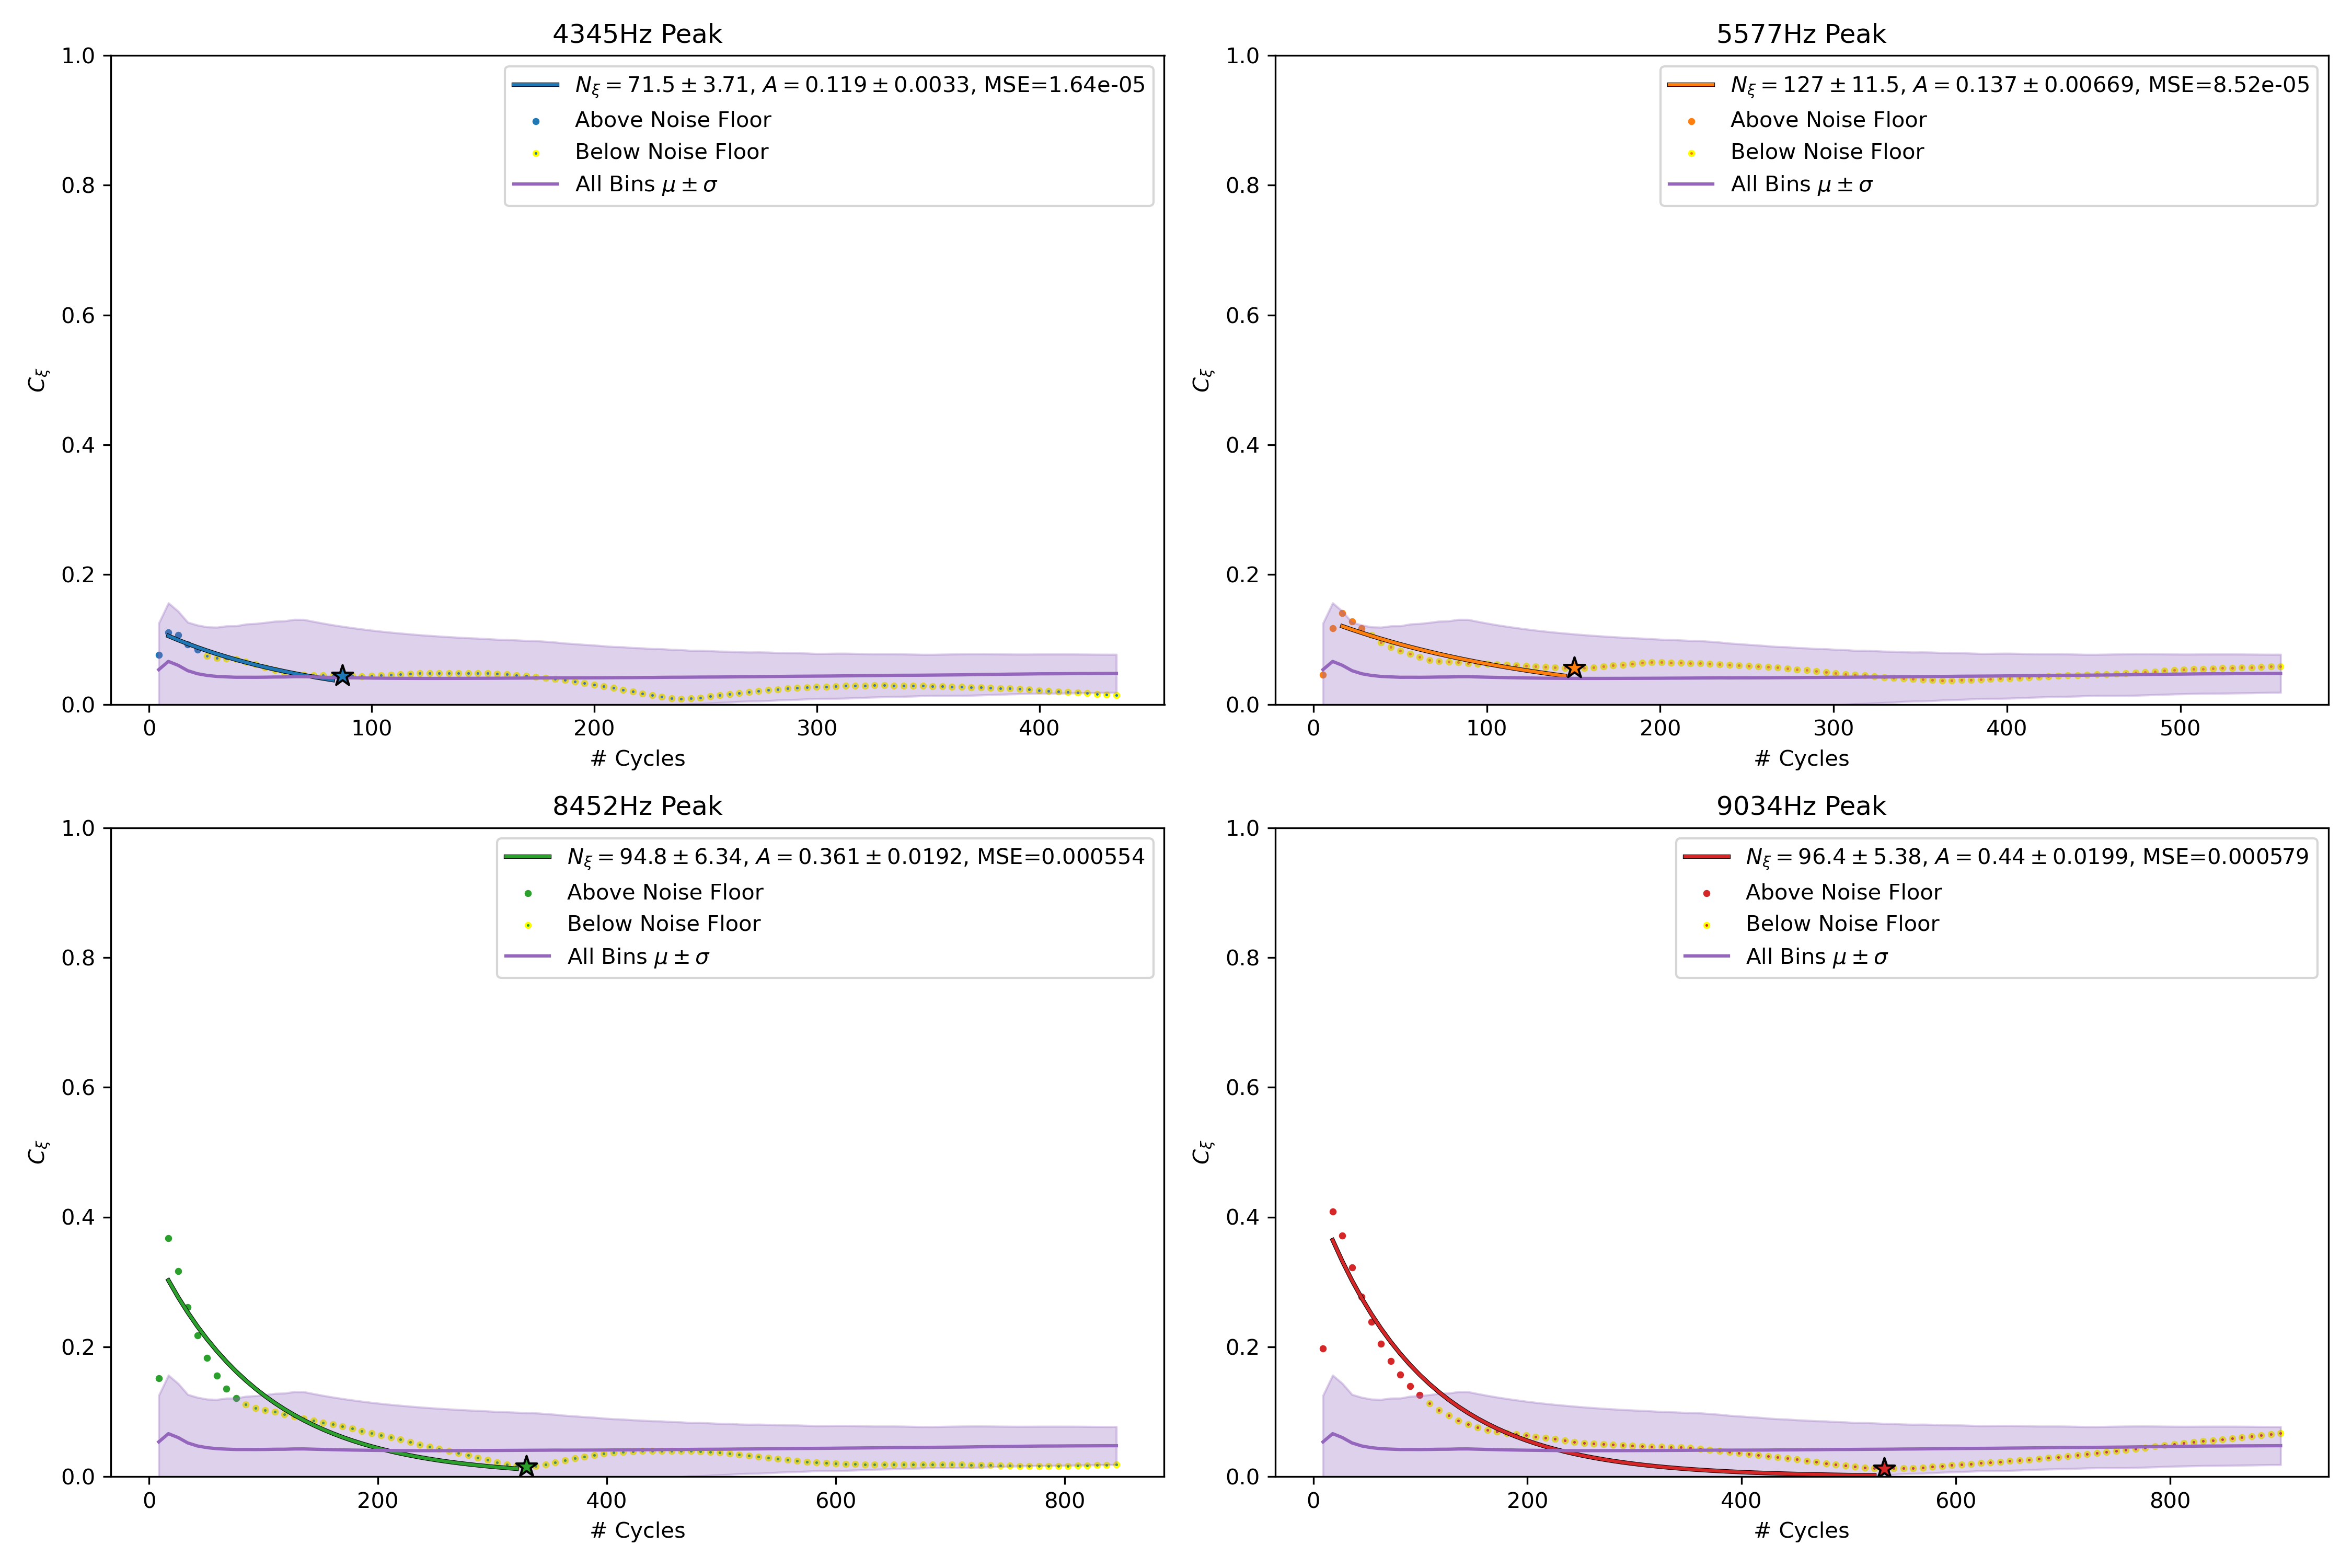 4345Hz Peak
1.0
0.8
0.6
0.4
0.2
0.0
Cξ
Nξ = 71.5 ± 3.71, A = 0.119 ± 0.0033, MSE=1.64e-05
Above Noise Floor
Below Noise Floor
All Bins μ ± σ
0 100 200 300 400
# Cycles
5577Hz Peak
1.0
0.8
0.6
0.4
0.2
0.0
Cξ
Nξ = 127 ± 11.5, A = 0.137 ± 0.00669, MSE=8.52e-05
Above Noise Floor
Below Noise Floor
All Bins μ ± σ
0 100 200 300 400 500
# Cycles
8452Hz Peak
1.0
0.8
0.6
0.4
0.2
0.0
Cξ
Nξ = 94.8 ± 6.34, A = 0.361 ± 0.0192, MSE=0.000554
Above Noise Floor
Below Noise Floor
All Bins μ ± σ
0 200 400 600 800
# Cycles
9034Hz Peak
1.0
0.8
0.6
0.4
0.2
0.0
Cξ
Nξ = 96.4 ± 5.38, A = 0.44 ± 0.0199, MSE=0.000579
Above Noise Floor
Below Noise Floor
All Bins μ ± σ
0 200 400 600 800
# Cycles